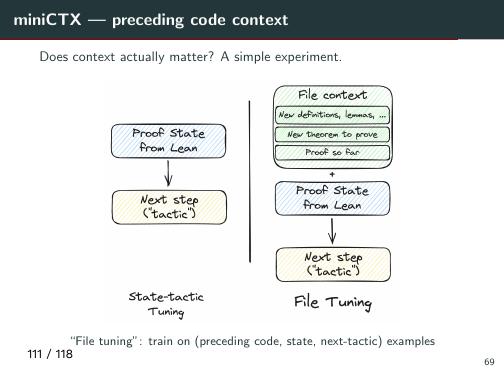 miniCTX — preceding code context
Does context actually matter? A simple experiment.
Proof State
from Lean
Next step
("tactic")
State-tactic
Tuning
File context
New definitions, lemmas, ...
New theorem to prove
Proof so far
+
Proof State
from Lean
Next step
("tactic")
File Tuning
"File tuning": train on (preceding code, state, next-tactic) examples
111 / 118
69